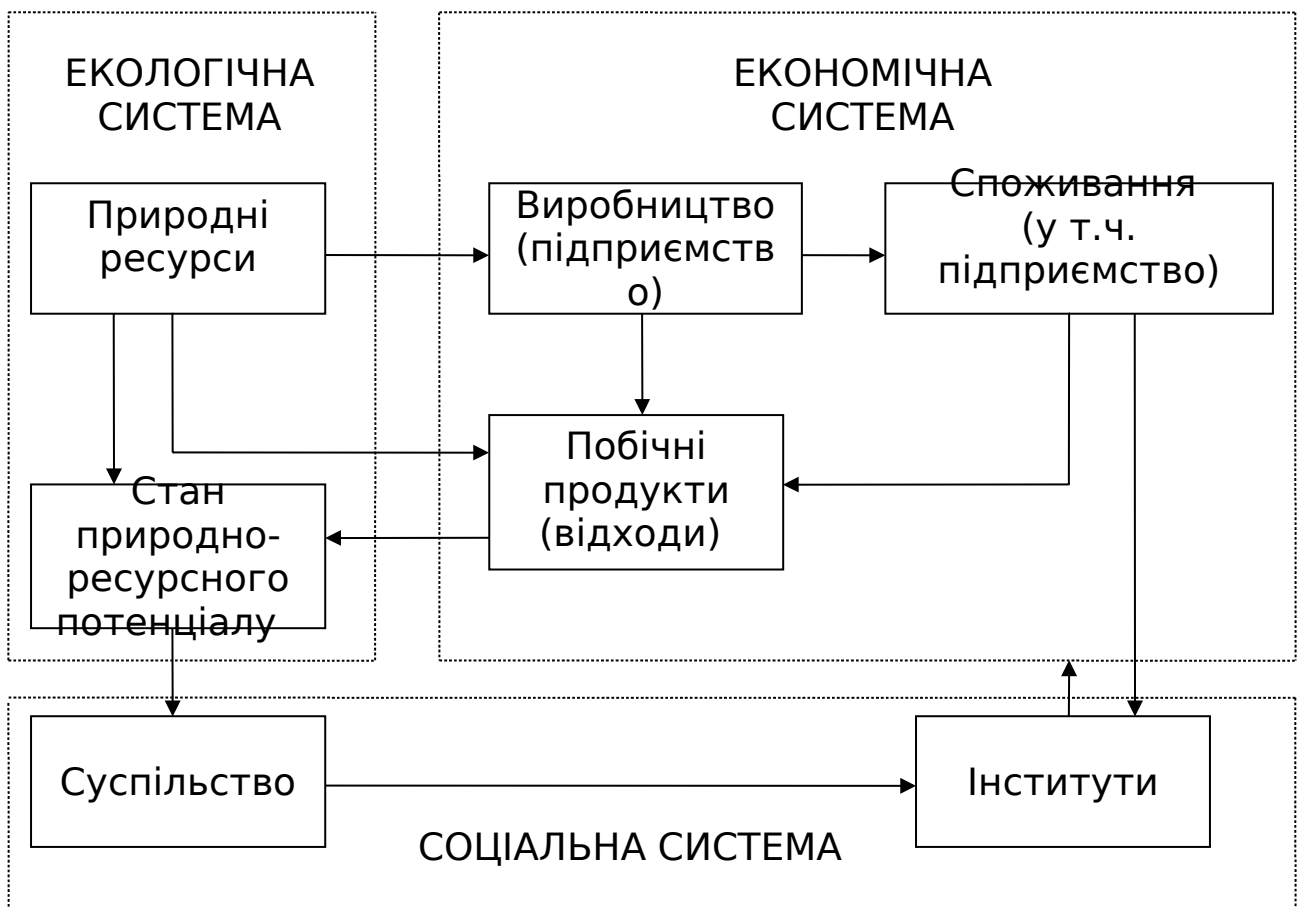 ЕКОЛОГІЧНА
СИСТЕМА
ЕКОНОМІЧНА
СИСТЕМА
Природні
ресурси
Виробництво
(підприємств
о)
Споживання
(у т.ч.
підприємство)
Побічні
продукти
(відходи)
Стан
природно-
ресурсного
потенціалу
Суспільство
Інститути
СОЦІАЛЬНА СИСТЕМА